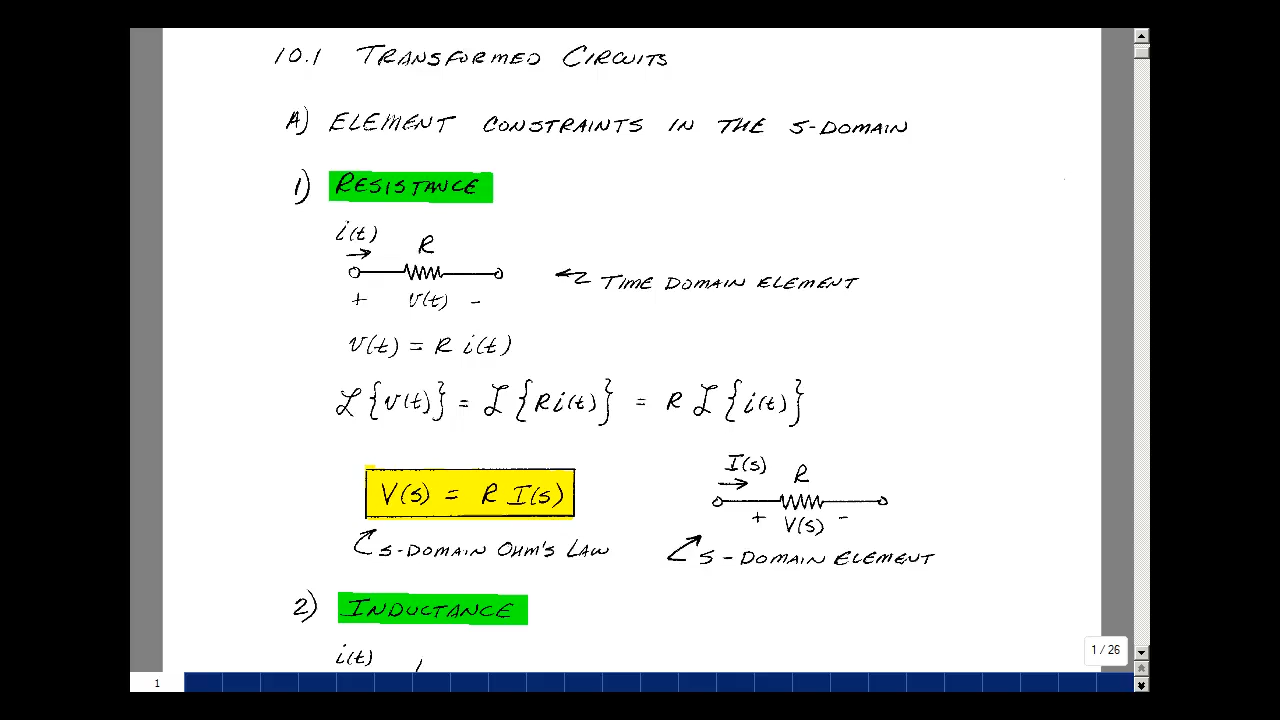 10.1 TRANSFORMED CIRCUITS
A) ELEMENT CONSTRAINTS IN THE S-DOMAIN
1) RESISTANCE
i(t)
R
+ v(t) -
TIME DOMAIN ELEMENT
v(t) = R i(t)
ℒ{v(t)} = ℒ{Ri(t)} = R ℒ{i(t)}
V(s) = R I(s)
S-DOMAIN OHM'S LAW
I(s)
R
+ V(s) -
S-DOMAIN ELEMENT
2) INDUCTANCE
i(t)
1 / 26
1